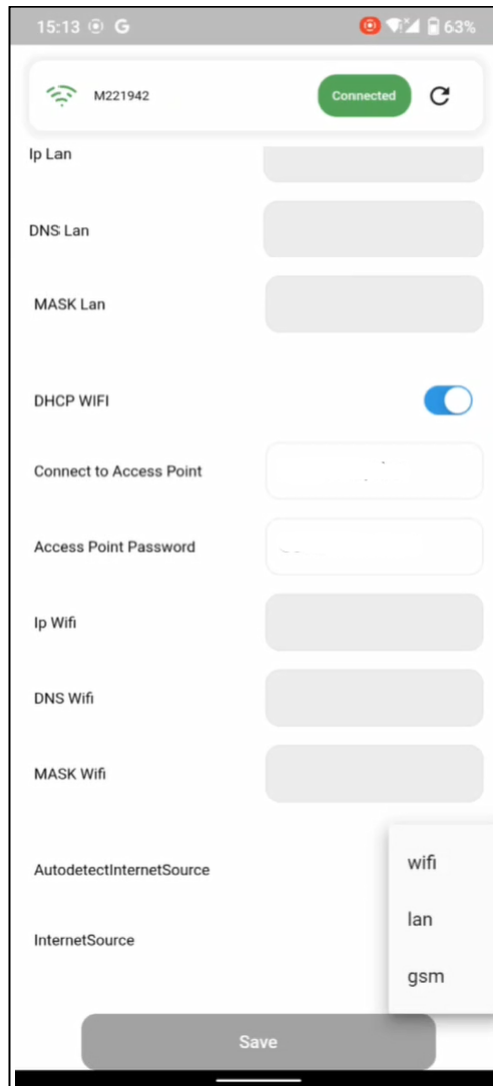 15:13 G 63%
M221942 Connected
Ip Lan
DNS Lan
MASK Lan
DHCP WIFI
Connect to Access Point
Access Point Password
Ip Wifi
DNS Wifi
MASK Wifi
wifi
AutodetectInternetSource
lan
InternetSource
gsm
Save